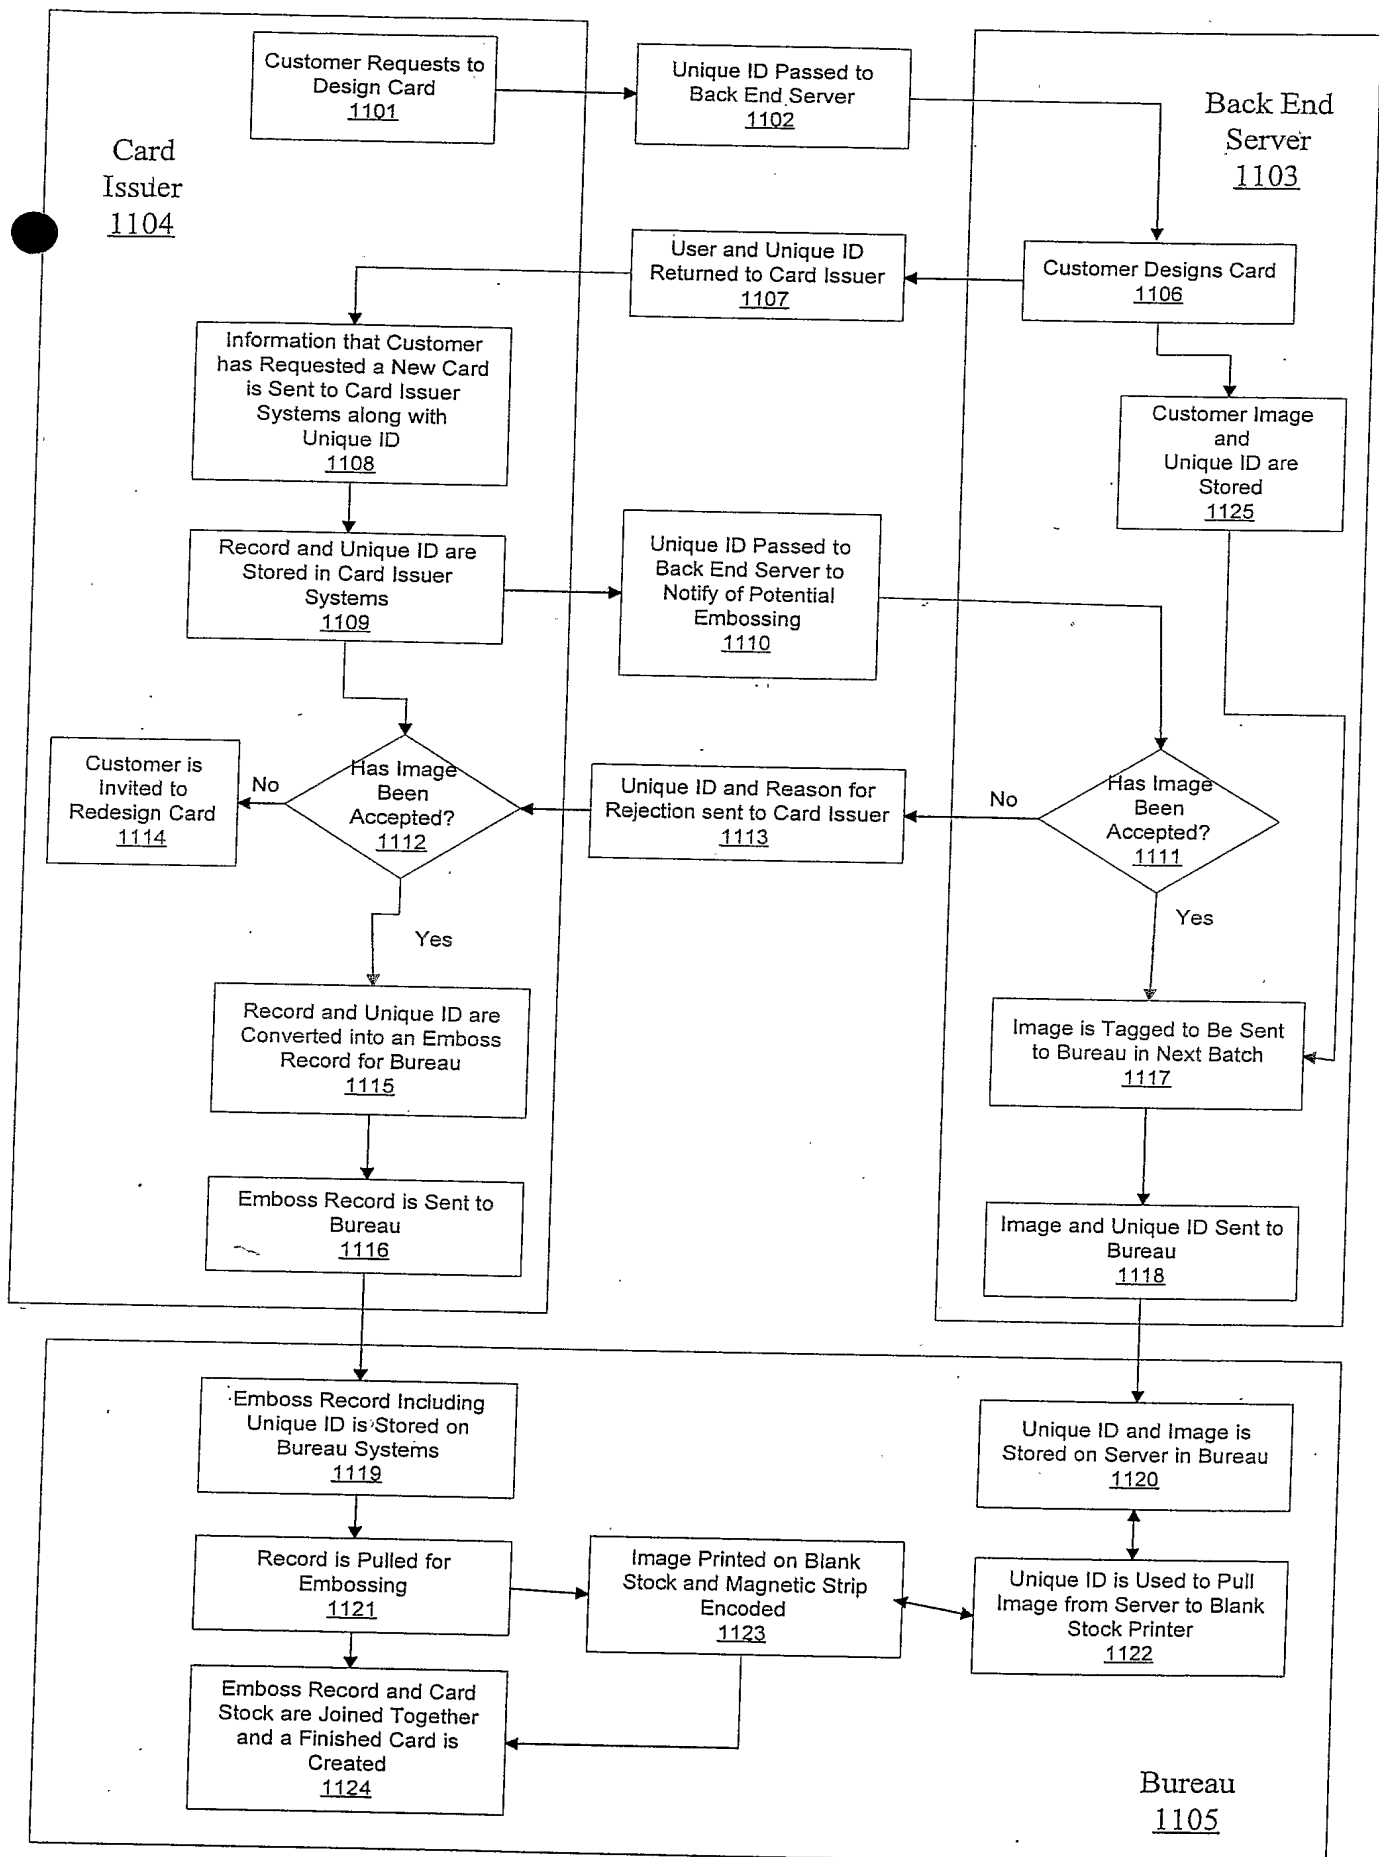 Customer Requests to
Design Card
1101
Unique ID Passed to
Back End Server
1102
Back End
Server
1103
Card
Issuer
1104
User and Unique ID
Returned to Card Issuer
1107
Customer Designs Card
1106
Information that Customer
has Requested a New Card
is Sent to Card Issuer
Systems along with
Unique ID
1108
Customer Image
and
Unique ID are
Stored
1125
Record and Unique ID are
Stored in Card Issuer
Systems
1109
Unique ID Passed to
Back End Server to
Notify of Potential
Embossing
1110
Customer is
Invited to
Redesign Card
1114
No
Has Image
Been
Accepted?
1112
Unique ID and Reason for
Rejection sent to Card Issuer
1113
No
Has Image
Been
Accepted?
1111
Yes
Yes
Record and Unique ID are
Converted into an Emboss
Record for Bureau
1115
Image is Tagged to Be Sent
to Bureau in Next Batch
1117
Emboss Record is Sent to
Bureau
1116
Image and Unique ID Sent to
Bureau
1118
Emboss Record Including
Unique ID is Stored on
Bureau Systems
1119
Unique ID and Image is
Stored on Server in Bureau
1120
Record is Pulled for
Embossing
1121
Image Printed on Blank
Stock and Magnetic Strip
Encoded
1123
Unique ID is Used to Pull
Image from Server to Blank
Stock Printer
1122
Emboss Record and Card
Stock are Joined Together
and a Finished Card is
Created
1124
Bureau
1105